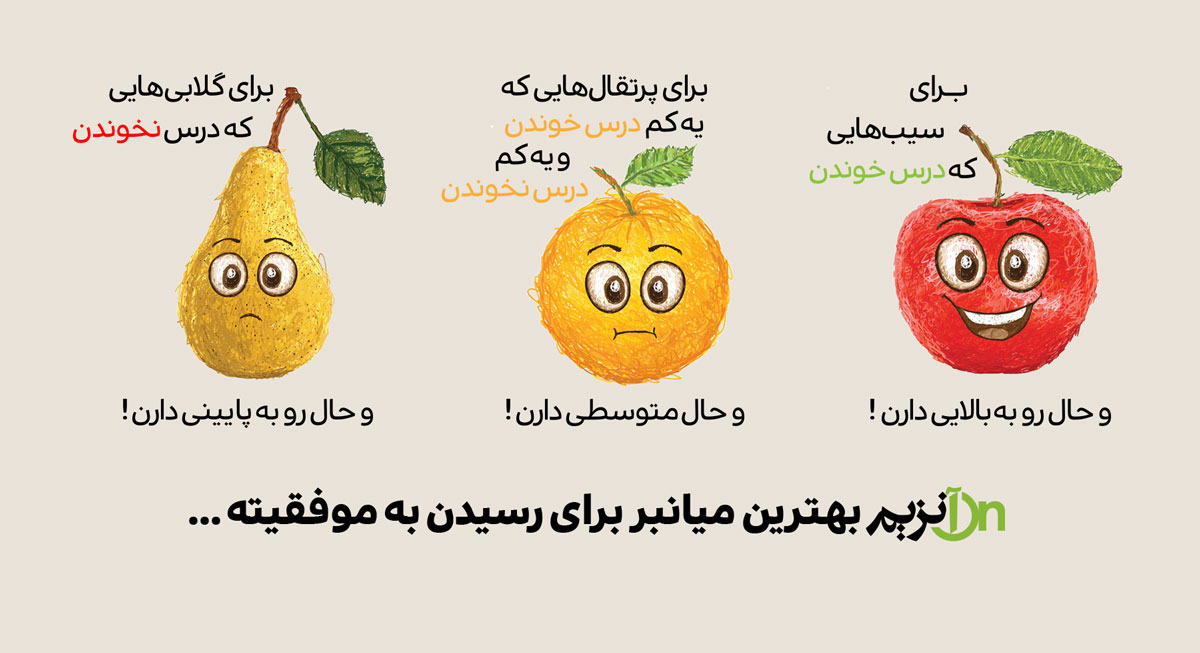 بـرای
سیب‌هایی
که درس خوندن
و حال رو به بالایی دارن !
برای پرتقال‌هایی که
یه کم درس خوندن
و یه کم
درس نخوندن
و حال متوسطی دارن !
برای گلابی‌هایی
که درس نخوندن
و حال رو به پایینی دارن !
آنزیم بهترین میانبر برای رسیدن به موفقیته ...